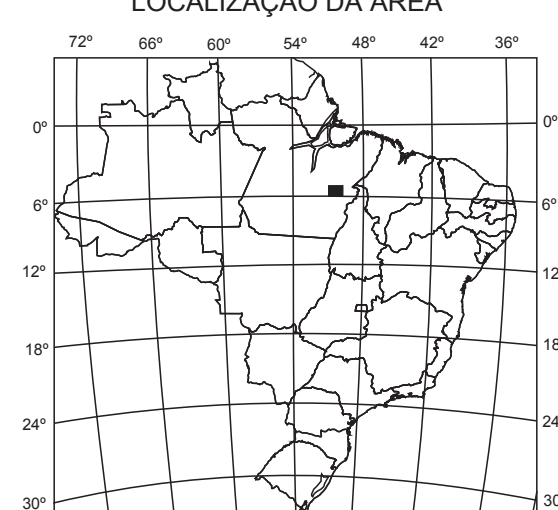 LOCALIZAÇÃO DA ÁREA
72º 66º 60º 54º 48º 42º 36º
0º 0º
6º 6º
12º 12
18º 18
24º 24
30º 30